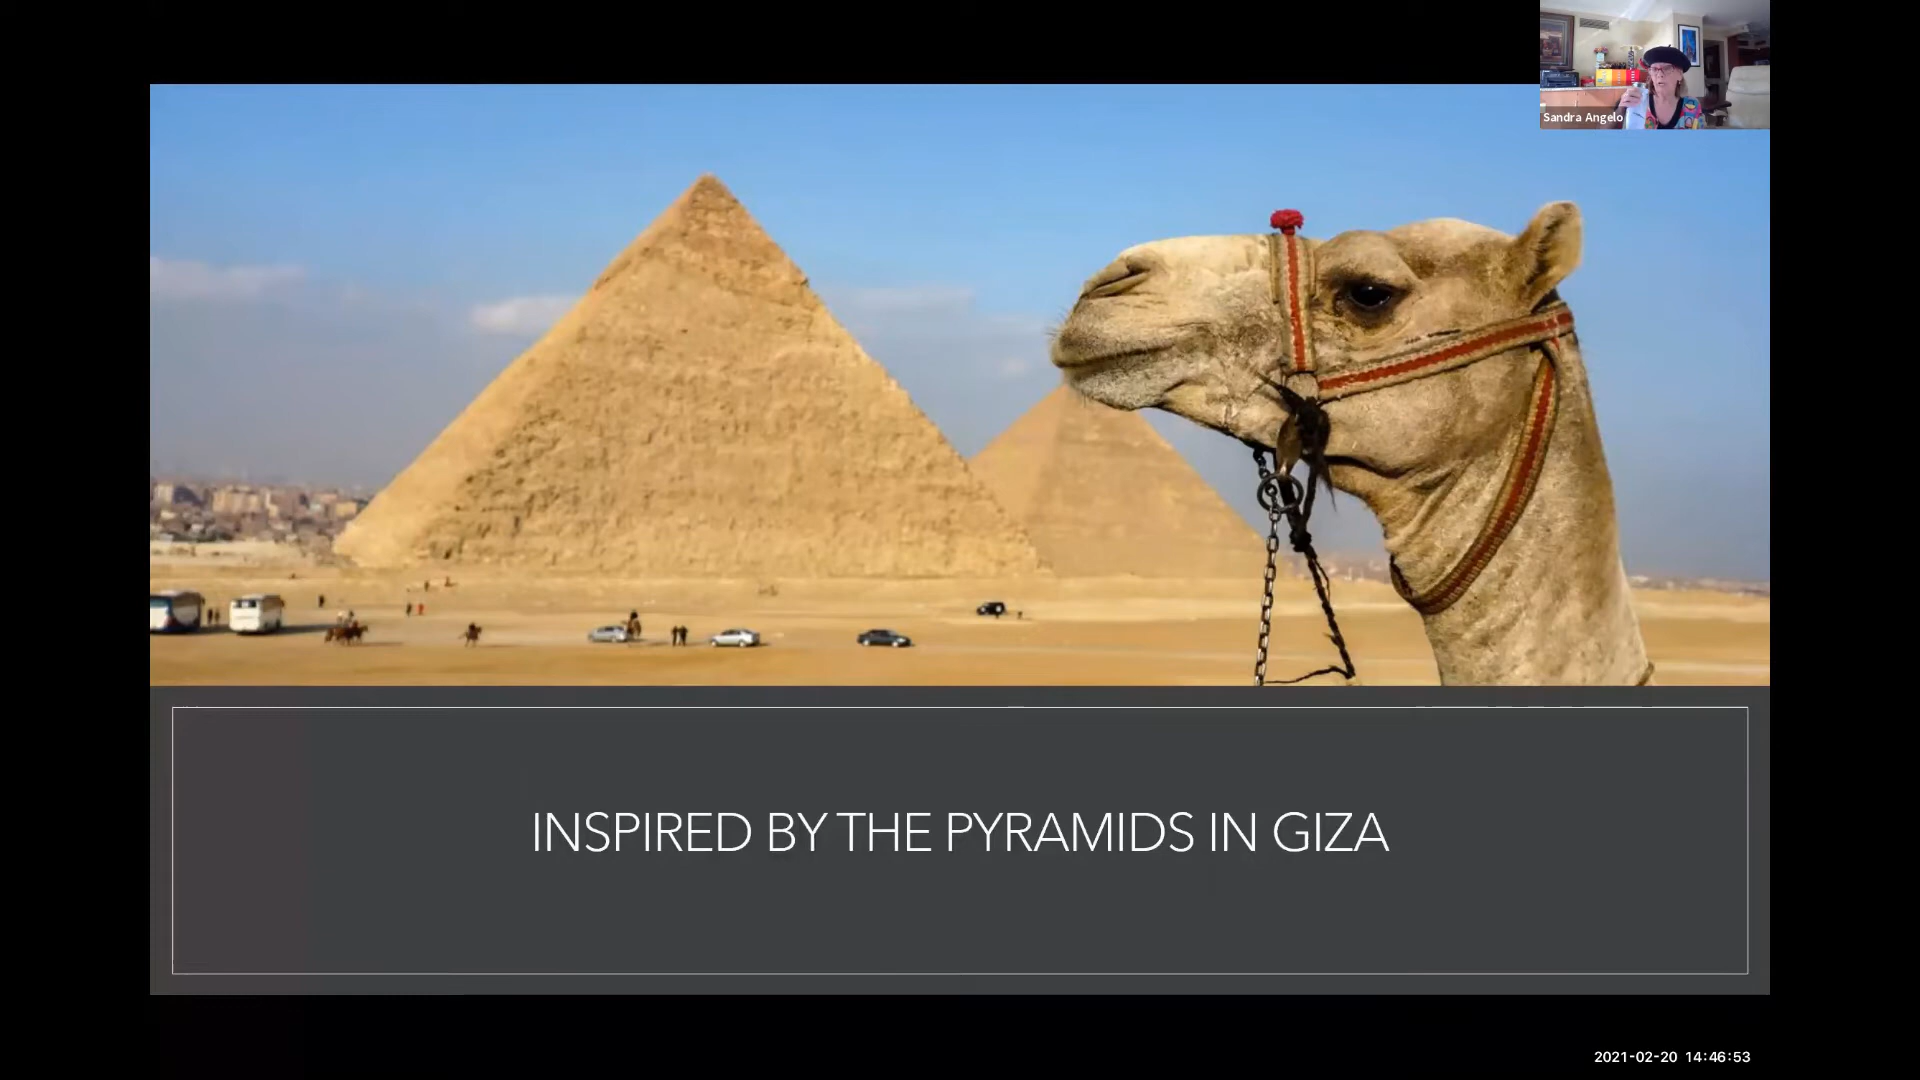 Sandra Angelo
INSPIRED BY THE PYRAMIDS IN GIZA
2021-02-20 14:46:53